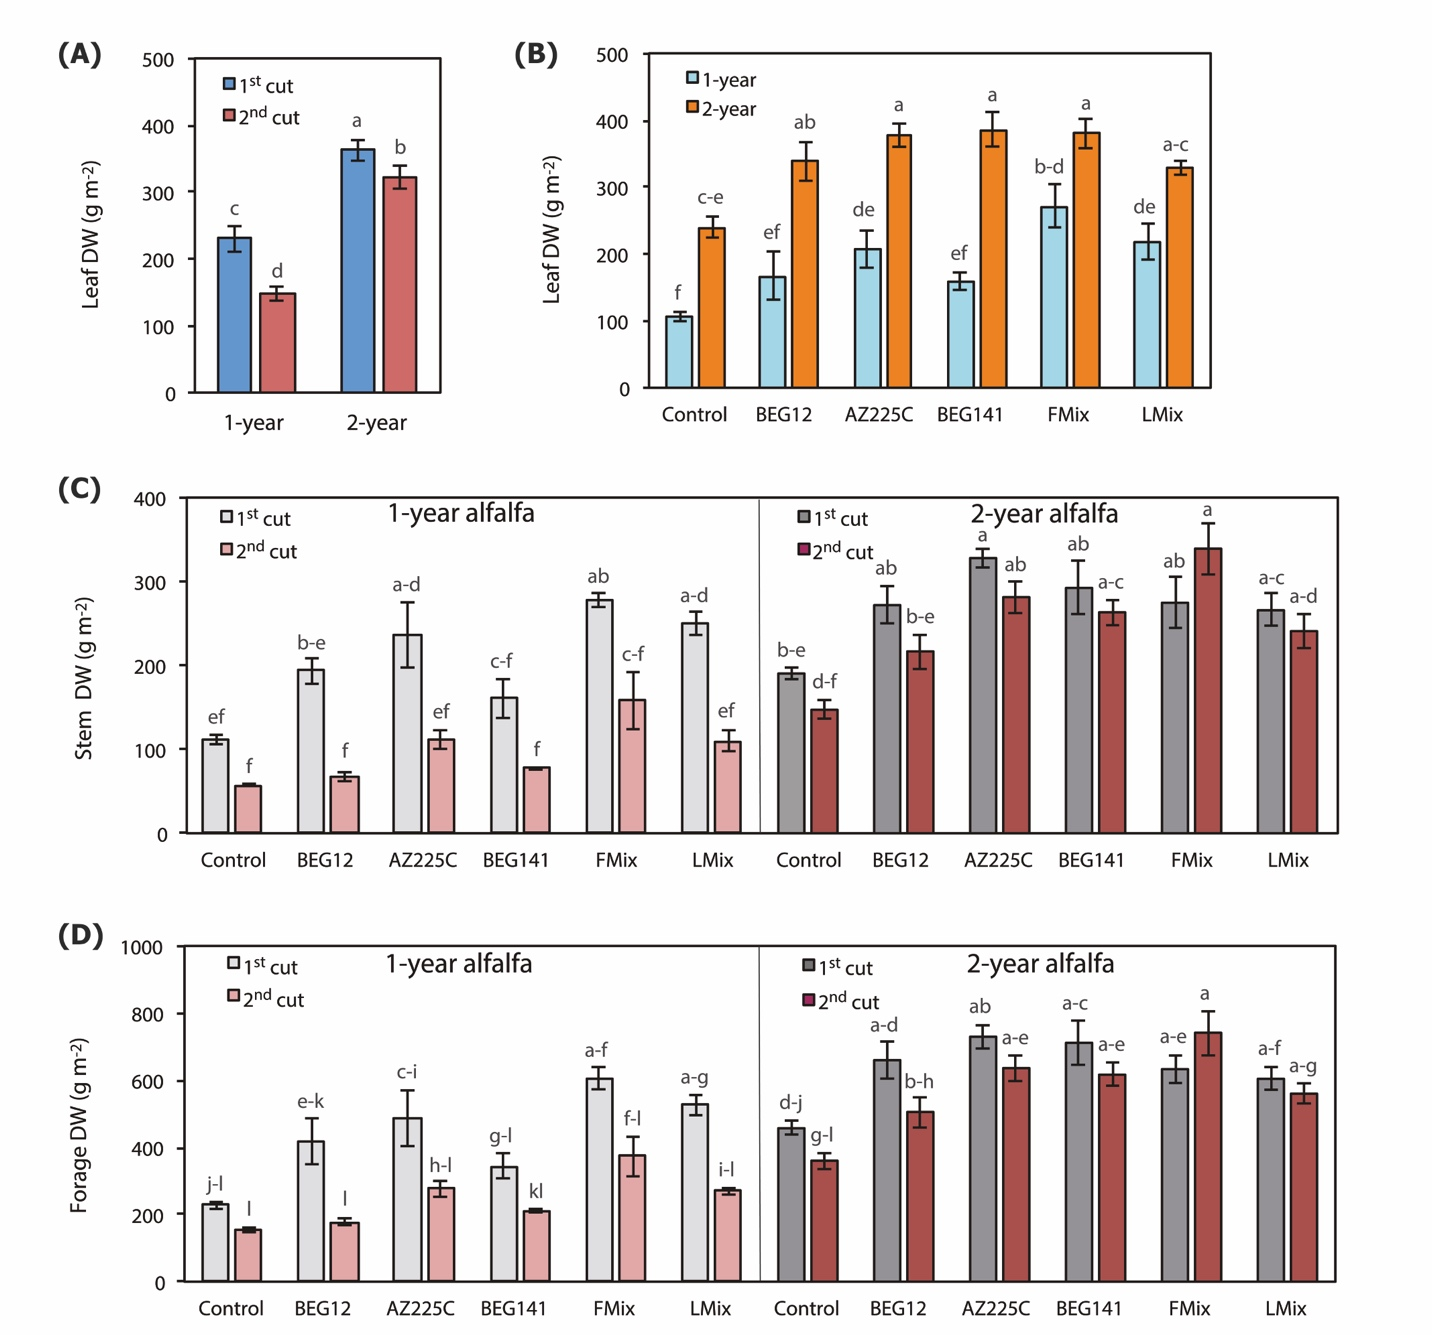 (A)
500
400
300
200
100
0
Leaf DW (g m-2)
1st cut
2nd cut
c
d
a
b
1-year
2-year
(B)
500
400
300
200
100
0
Leaf DW (g m-2)
1-year
2-year
f
c-e
ef
ab
de
a
ef
a
b-d
a
de
a-c
Control
BEG12
AZ225C
BEG141
FMix
LMix
(C)
400
300
200
100
0
Stem DW (g m-2)
1-year alfalfa
1st cut
2nd cut
ef
f
b-e
f
a-d
ef
c-f
f
ab
c-f
a-d
ef
2-year alfalfa
1st cut
2nd cut
b-e
d-f
ab
b-e
a
ab
ab
a-c
ab
a
a-c
a-d
Control
BEG12
AZ225C
BEG141
FMix
LMix
Control
BEG12
AZ225C
BEG141
FMix
LMix
(D)
1000
800
600
400
200
0
Forage DW (g m-2)
1-year alfalfa
1st cut
2nd cut
j-l
l
e-k
l
c-i
h-l
g-l
kl
a-f
f-l
a-g
i-l
2-year alfalfa
1st cut
2nd cut
d-j
g-l
a-d
b-h
ab
a-e
a-c
a-e
a-e
a
a-f
a-g
Control
BEG12
AZ225C
BEG141
FMix
LMix
Control
BEG12
AZ225C
BEG141
FMix
LMix